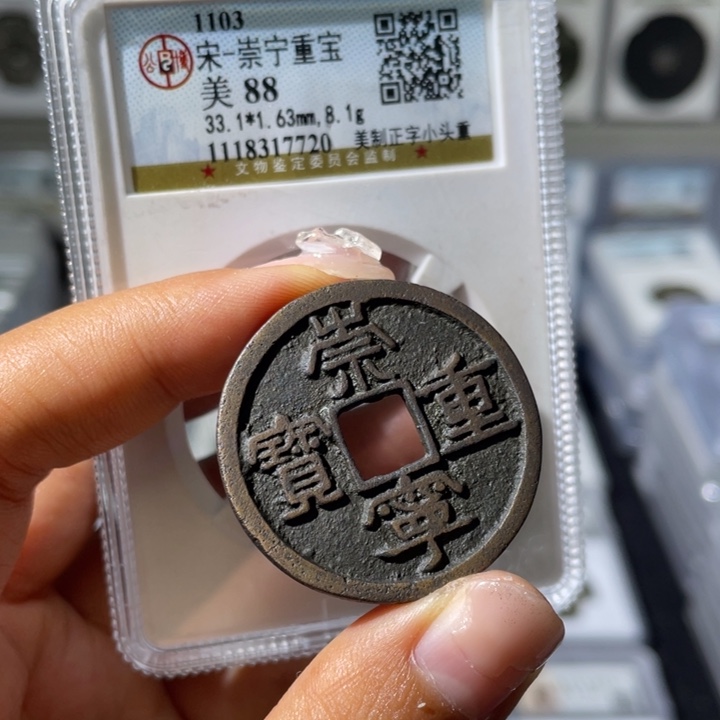 1103
宋-崇宁重宝
美 88
33.1*1.63mm,8.1g
1118317720 美制正字小头重
文物鉴定委员会监制
崇
重
寶
寧